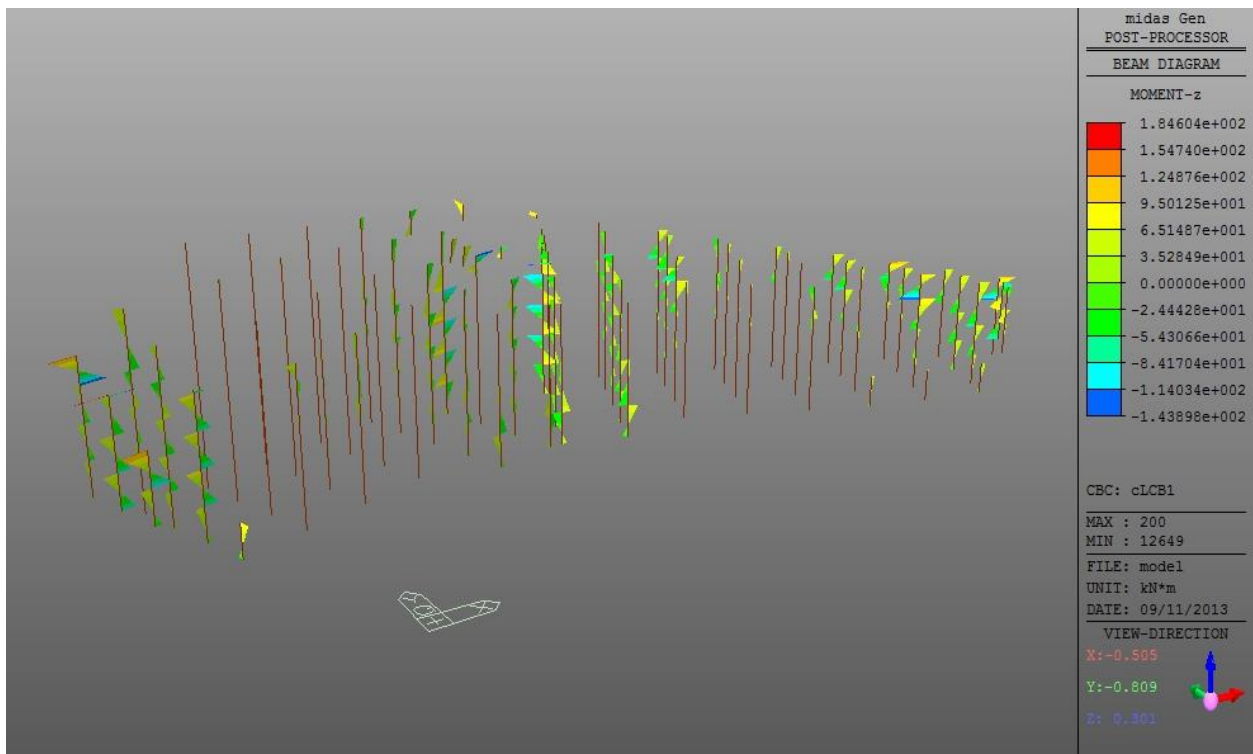 midas Gen
POST-PROCESSOR
BEAM DIAGRAM
MOMENT-z
1.84604e+002
1.54740e+002
1.24876e+002
9.50125e+001
6.51487e+001
3.52849e+001
0.00000e+000
-2.44428e+001
-5.43066e+001
-8.41704e+001
-1.14034e+002
-1.43898e+002
CBC: cLCB1
MAX : 200
MIN : 12649
FILE: model
UNIT: kN*m
DATE: 09/11/2013
VIEW-DIRECTION
X:-0.505
Y:-0.809
Z: 0.301